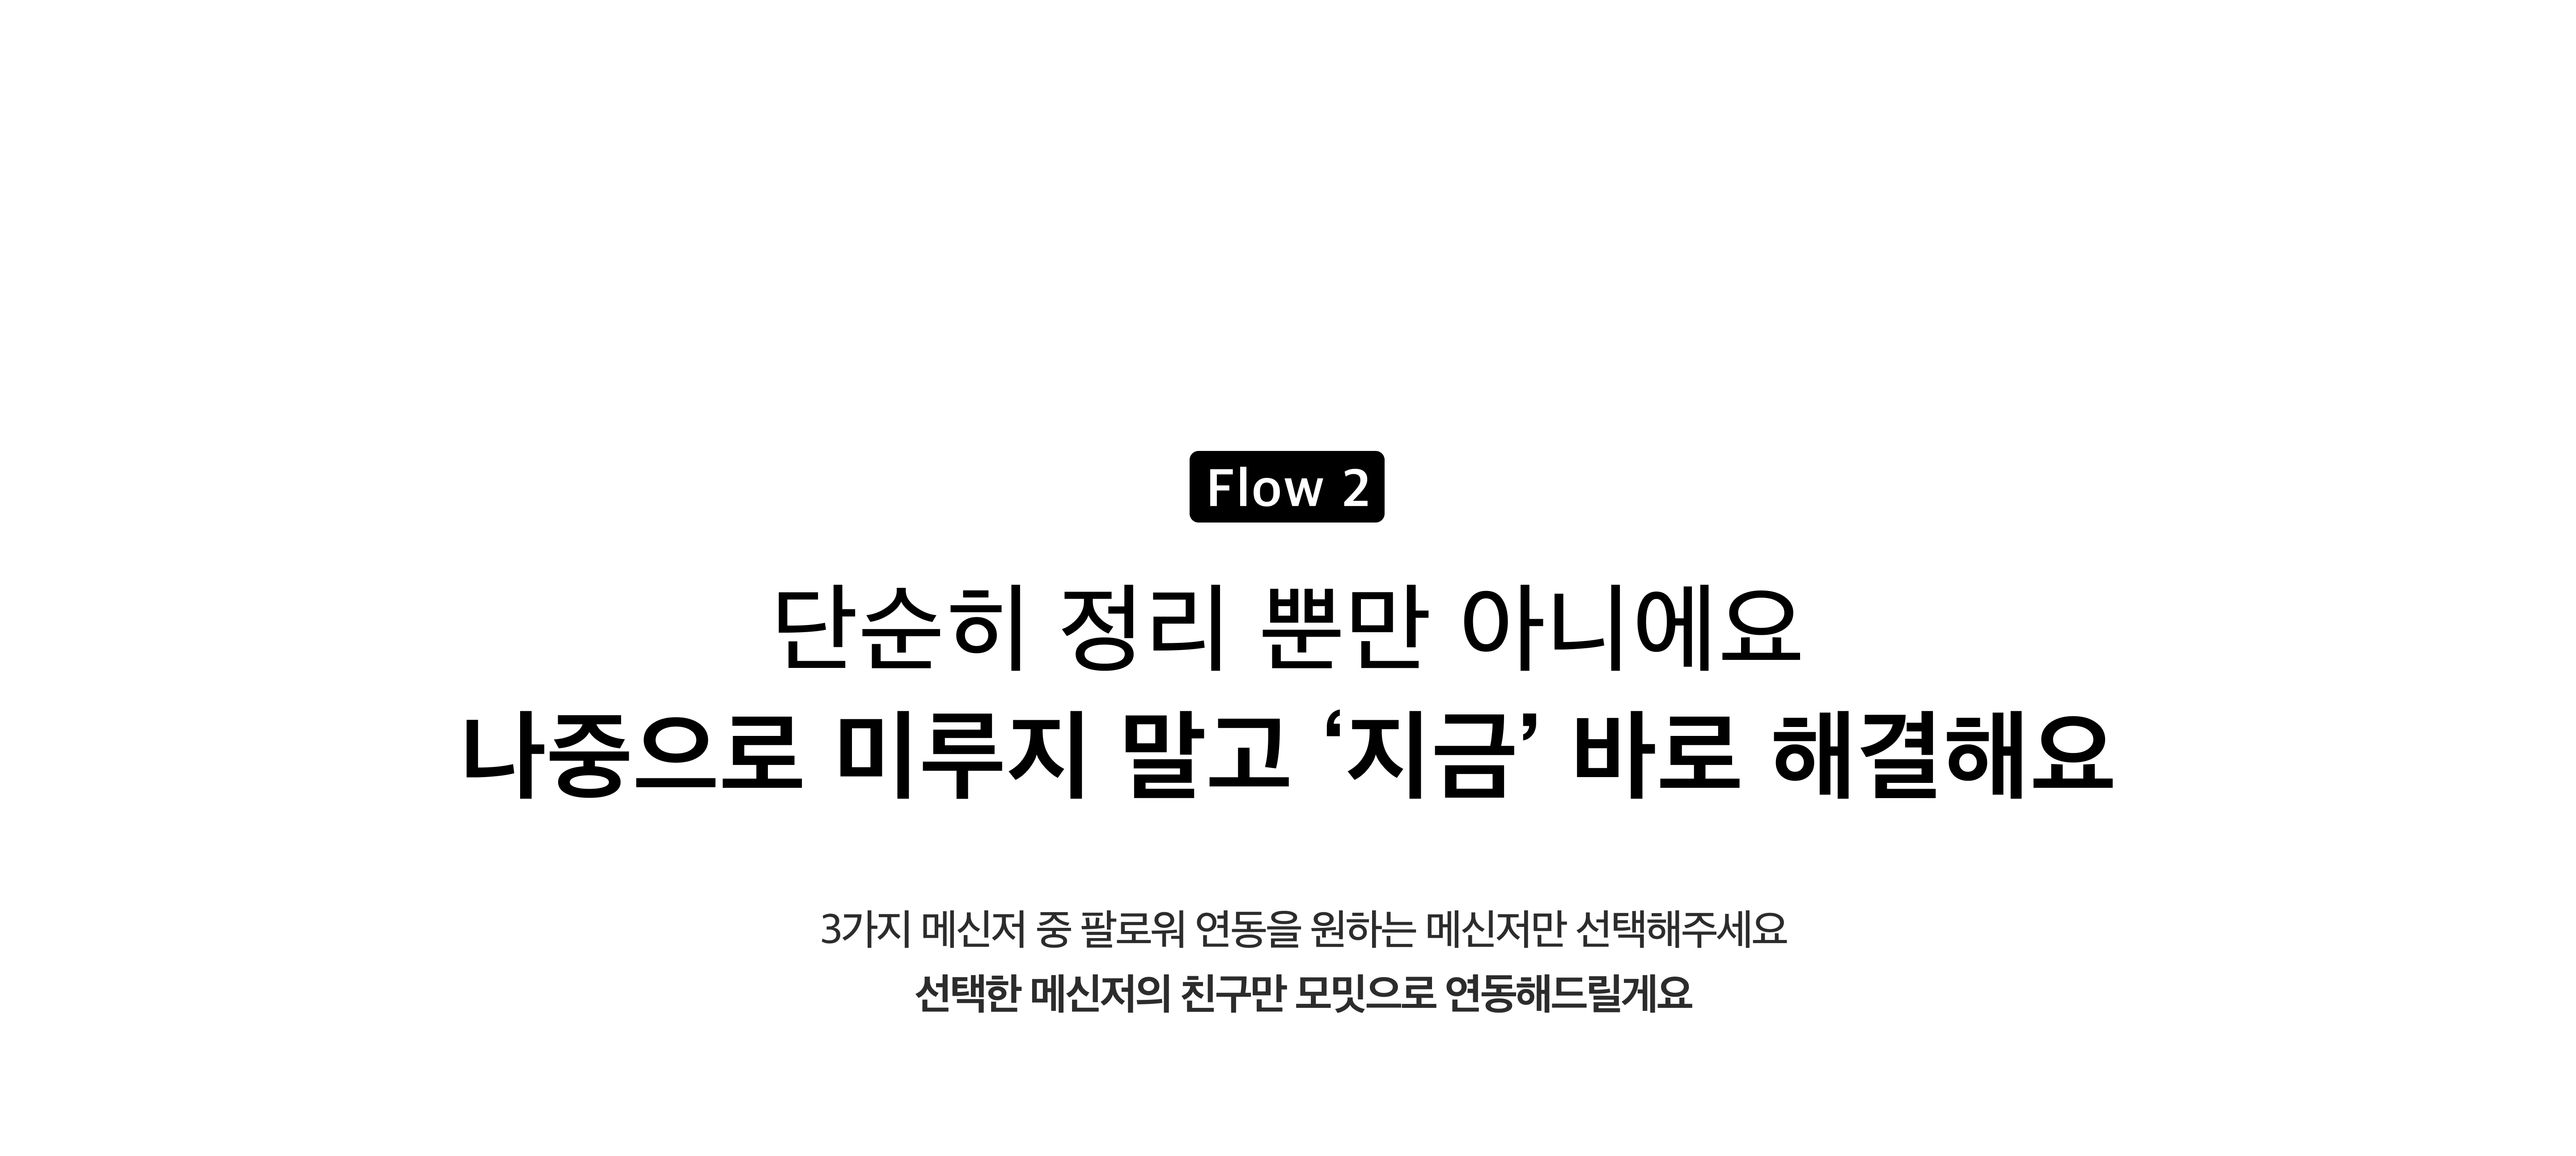 Flow 2
단순히 정리 뿐만 아니에요
나중으로 미루지 말고 ‘지금’ 바로 해결해요
3가지 메신저 중 팔로워 연동을 원하는 메신저만 선택해주세요
선택한 메신저의 친구만 모밋으로 연동해드릴게요